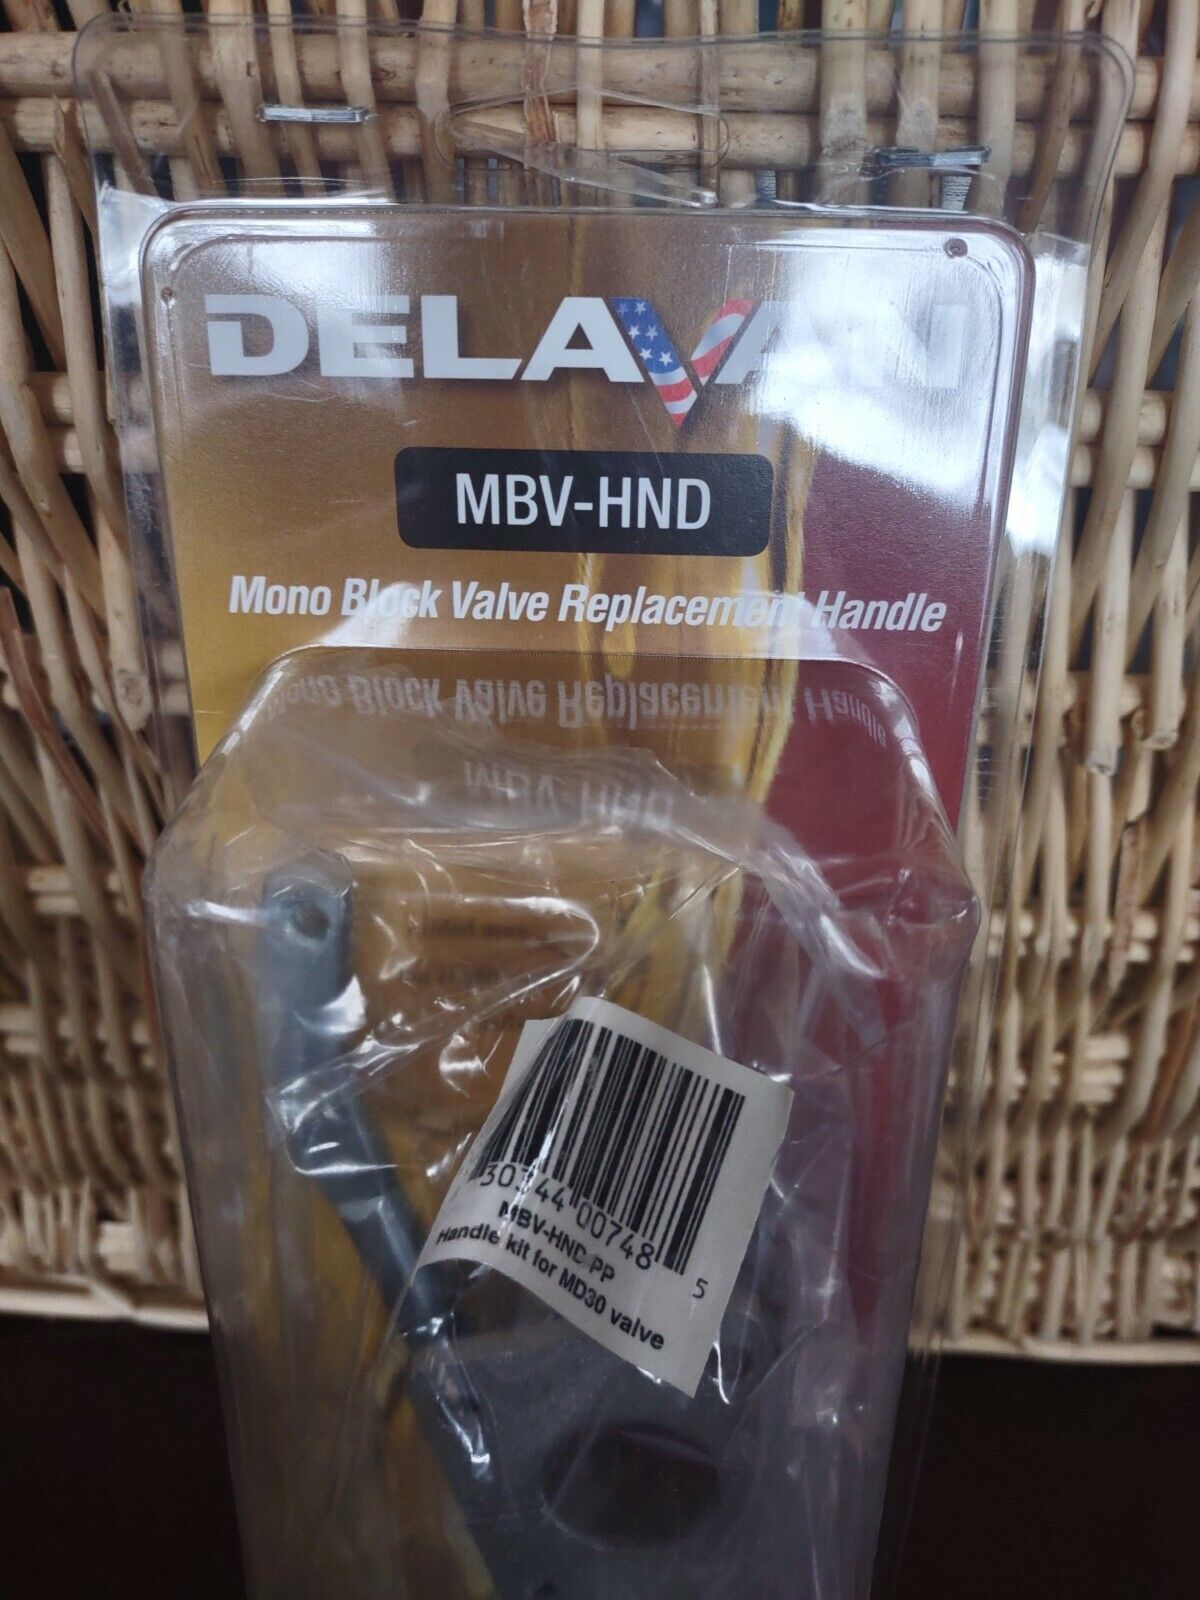 DELAVAN
MBV-HND
Mono Block Valve Replacement Handle
30344 00748 5
MBV-HND PP
Handle kit for MD30 valve